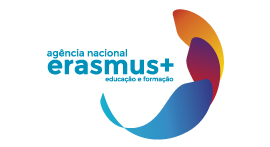 agência nacional
erasmus+
educação e formação